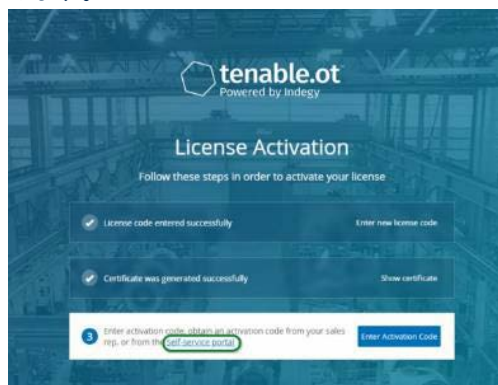 tenable.ot
Powered by Indegy
License Activation
Follow these steps in order to activate your license
License code entered successfully
Enter new license code
Certificate was generated successfully
Show certificate
3
Enter activation code, obtain an activation code from your sales
rep. or from the Self service portal
Enter Activation Code